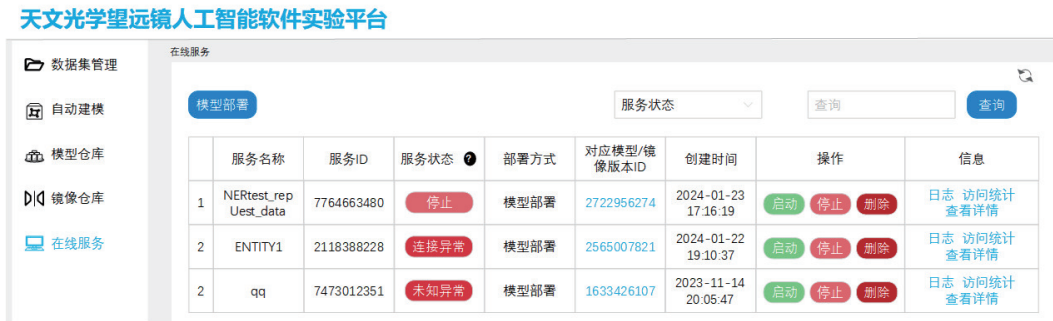 天文光学望远镜人工智能软件实验平台
数据集管理
自动建模
模型仓库
镜像仓库
在线服务
在线服务
模型部署
服务状态
查询
查询
服务名称 服务ID 服务状态 ? 部署方式 对应模型/镜像版本ID 创建时间 操作 信息
1 NERtest_repUest_data 7764663480 停止 模型部署 2722956274 2024-01-23 17:16:19 启动 停止 删除 日志 访问统计 查看详情
2 ENTITY1 2118388228 连接异常 模型部署 2565007821 2024-01-22 19:10:37 启动 停止 删除 日志 访问统计 查看详情
2 qq 7473012351 未知异常 模型部署 1633426107 2023-11-14 20:05:47 启动 停止 删除 日志 访问统计 查看详情